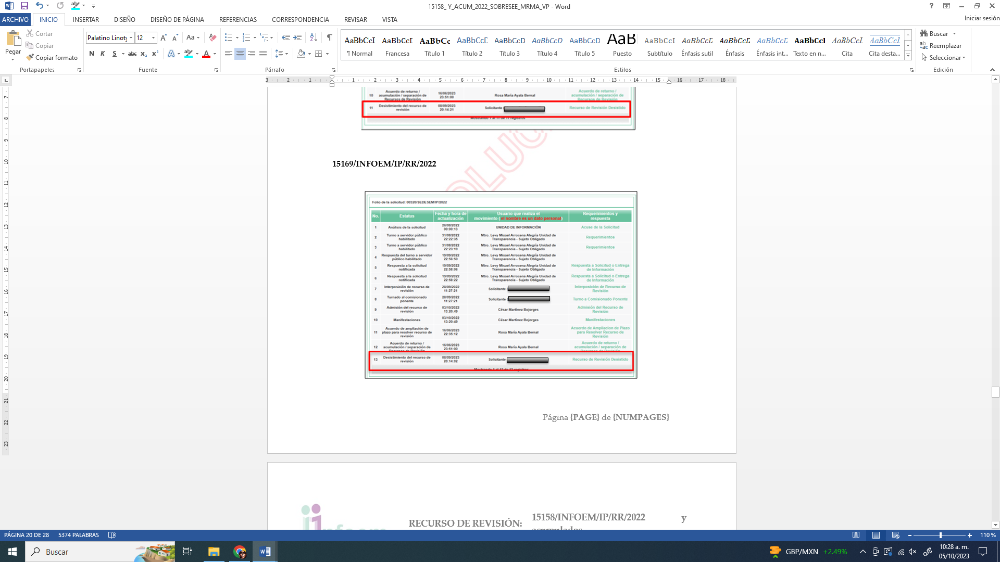 15158_ Y_ACUM_2022_SOBRESEE_MRMA_VP - Word
Iniciar sesión
ARCHIVO INICIO INSERTAR DISEÑO DISEÑO DE PÁGINA REFERENCIAS CORRESPONDENCIA REVISAR VISTA
Pegar
Cortar
Copiar
Copiar formato
Portapapeles
Palatino Linoty 12
Fuente
Párrafo
AaBbCcI AaBbCcDc AaBbCc AaBbCcD AaBbCcD AaBbCcD AaBbCcD AaB AaBbCcI AaBbCcD AaBbCcD AaBbCcD AaBbCcI AaBbCcL AaBbCcL
¶ Normal Francesa Título 1 Título 2 Título 3 Título 4 Título 5 Puesto Subtítulo Énfasis sutil Énfasis Énfasis int... Texto en n... Cita Cita desta...
Estilos
Buscar
Reemplazar
Seleccionar
Edición
3 2 1 1 2 3 4 5 6 7 8 9 10 11 12 13 14 15 16 17 18
10 Acuerdo de returno / acumulación / separación de Recursos de Revisión 16/06/2023 23:51:00 Rosa María Ayala Bernal Acuerdo de returno / acumulación / separación de Recursos de Revisión
11 Desistimiento del recurso de revisión 08/09/2023 20:14:21 Solicitante Recurso de Revisión Desistido
Mostrando 1 al 11 de 11 registros
15169/INFOEM/IP/RR/2022
Folio de la solicitud: 00320/SEDESEM/IP/2022
No. Estatus Fecha y hora de actualización Usuario que realiza el movimiento ( el nombre es un dato personal) Requerimientos y respuesta
1 Análisis de la solicitud 26/08/2022 00:00:13 UNIDAD DE INFORMACIÓN Acuse de la Solicitud
2 Turno a servidor público habilitado 31/08/2022 22:22:35 Mtro. Levy Misael Arrocena Alegría Unidad de Transparencia - Sujeto Obligado Requerimientos
3 Turno a servidor público habilitado 31/08/2022 22:23:19 Mtro. Levy Misael Arrocena Alegría Unidad de Transparencia - Sujeto Obligado Requerimientos
4 Respuesta del turno a servidor público habilitado 19/09/2022 22:56:50 Mtro. Levy Misael Arrocena Alegría Unidad de Transparencia - Sujeto Obligado
5 Respuesta a la solicitud notificada 19/09/2022 22:58:06 Mtro. Levy Misael Arrocena Alegría Unidad de Transparencia - Sujeto Obligado Respuesta a Solicitud o Entrega de Información
6 Respuesta a la solicitud notificada 19/09/2022 22:58:22 Mtro. Levy Misael Arrocena Alegría Unidad de Transparencia - Sujeto Obligado Respuesta a Solicitud o Entrega de Información
7 Interposición de recurso de revisión 28/09/2022 11:27:21 Solicitante Interposición de Recurso de Revisión
8 Turnado al comisionado ponente 28/09/2022 11:27:21 Solicitante Turno a Comisionado Ponente
9 Admisión del recurso de revisión 03/10/2022 13:20:49 César Martínez Bojorges Admisión del Recurso de Revisión
10 Manifestaciones 03/10/2022 13:20:49 César Martínez Bojorges Manifestaciones
11 Acuerdo de ampliación de plazo para resolver recurso de revisión 16/06/2023 22:35:12 Rosa María Ayala Bernal Acuerdo de Ampliacion de Plazo para Resolver Recurso de Revisión
12 Acuerdo de returno / acumulación / separación de Recursos de Revisión 16/06/2023 23:51:00 Rosa María Ayala Bernal Acuerdo de returno / acumulación / separación de
13 Desistimiento del recurso de revisión 08/09/2023 20:14:02 Solicitante Recurso de Revisión Desistido
Mostrando 1 al 13 de 13 registros
Página {PAGE} de {NUMPAGES}
RECURSO DE REVISIÓN: 15158/INFOEM/IP/RR/2022 y
acumulados
PÁGINA 20 DE 28 5374 PALABRAS 110 %
Buscar
GBP/MXN +2.49%
10:28 a. m.
05/10/2023